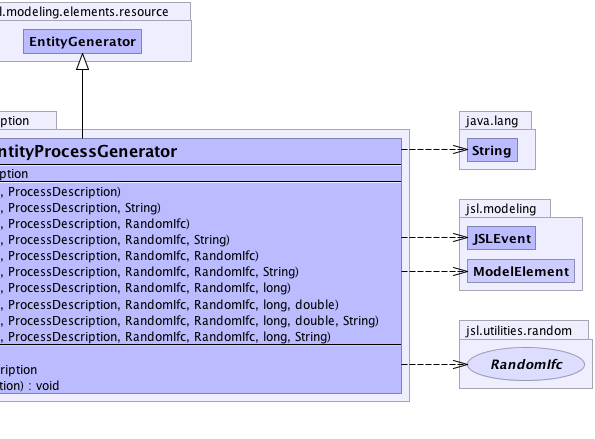 l.modeling.elements.resource
EntityGenerator
ption
ntityProcessGenerator
ption
, ProcessDescription)
, ProcessDescription, String)
, ProcessDescription, RandomIfc)
, ProcessDescription, RandomIfc, String)
, ProcessDescription, RandomIfc, RandomIfc)
, ProcessDescription, RandomIfc, RandomIfc, String)
, ProcessDescription, RandomIfc, RandomIfc, long)
, ProcessDescription, RandomIfc, RandomIfc, long, double)
, ProcessDescription, RandomIfc, RandomIfc, long, double, String)
, ProcessDescription, RandomIfc, RandomIfc, long, String)
cription
tion) : void
java.lang
String
jsl.modeling
JSLEvent
ModelElement
jsl.utilities.random
RandomIfc